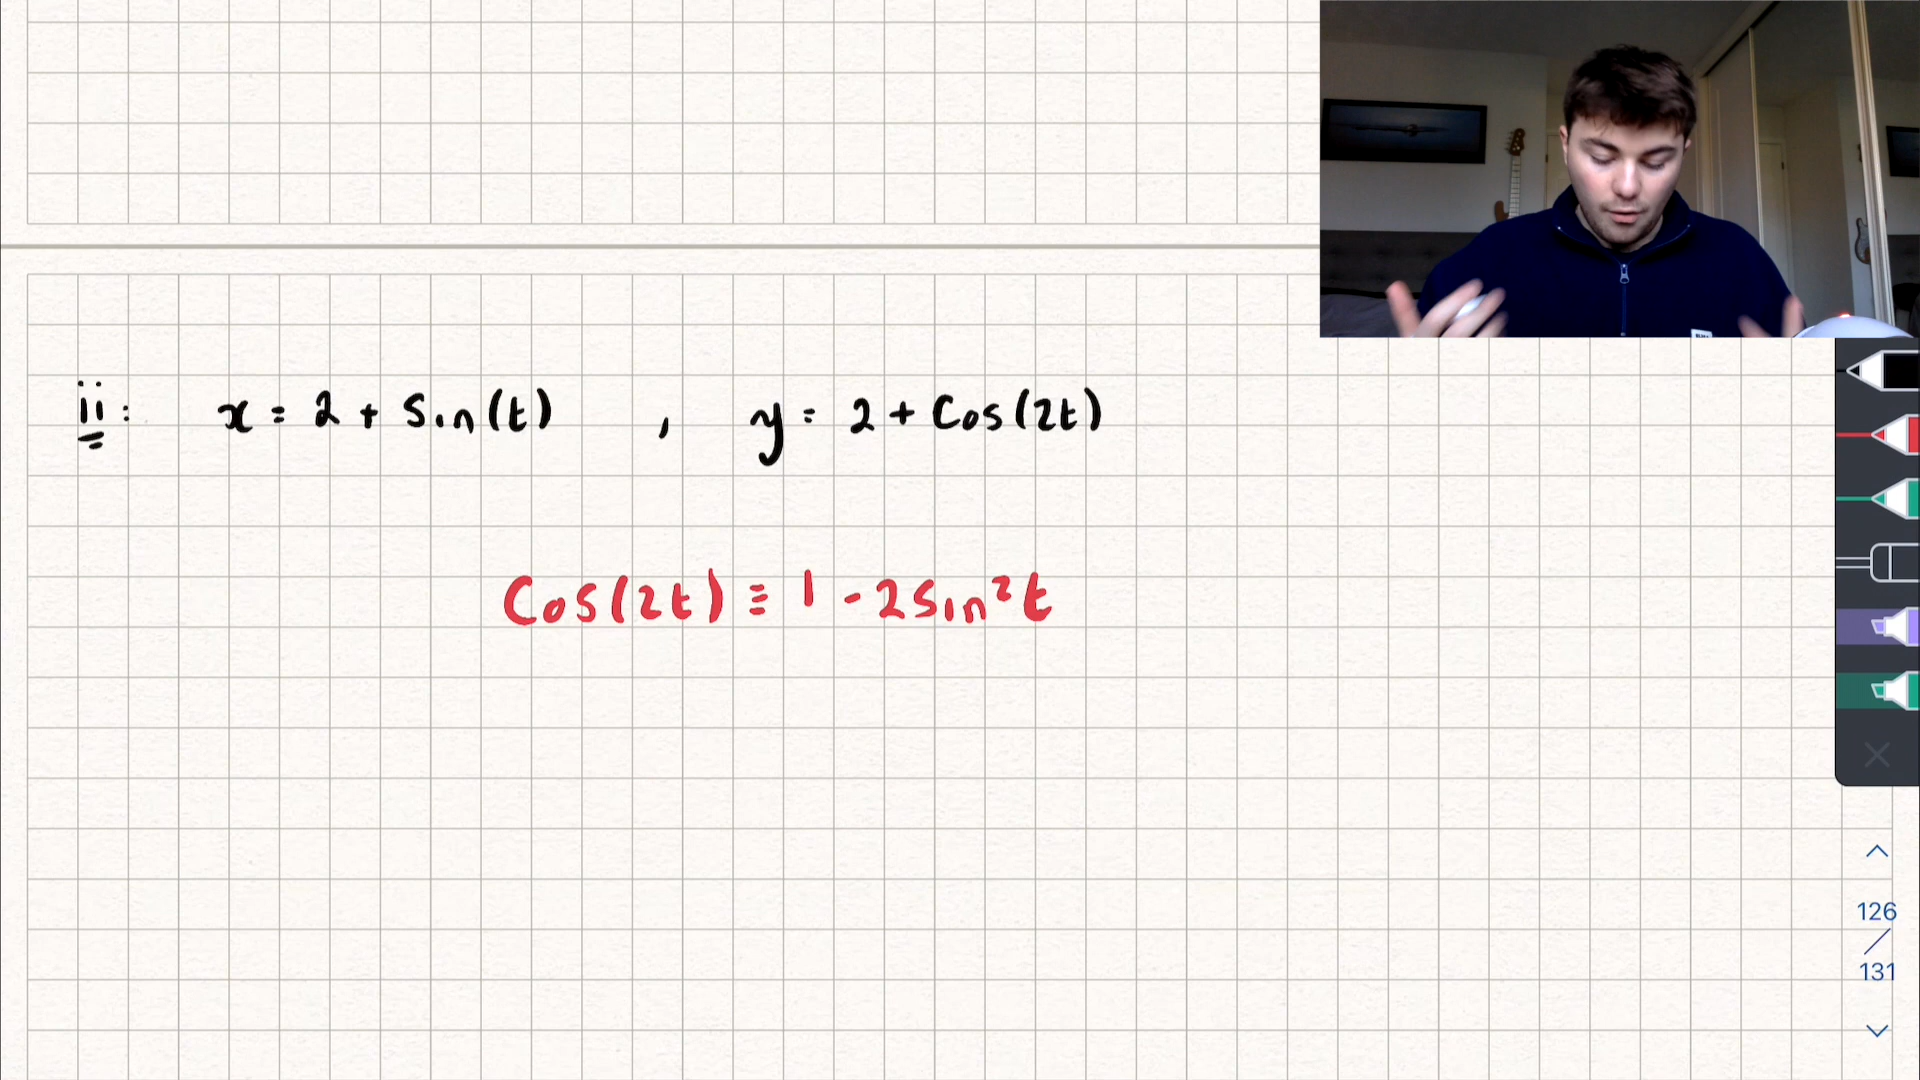 ii: x = 2 + Sin(t) , y = 2 + Cos(2t)
Cos(2t) ≡ 1 - 2Sin²t
126
131